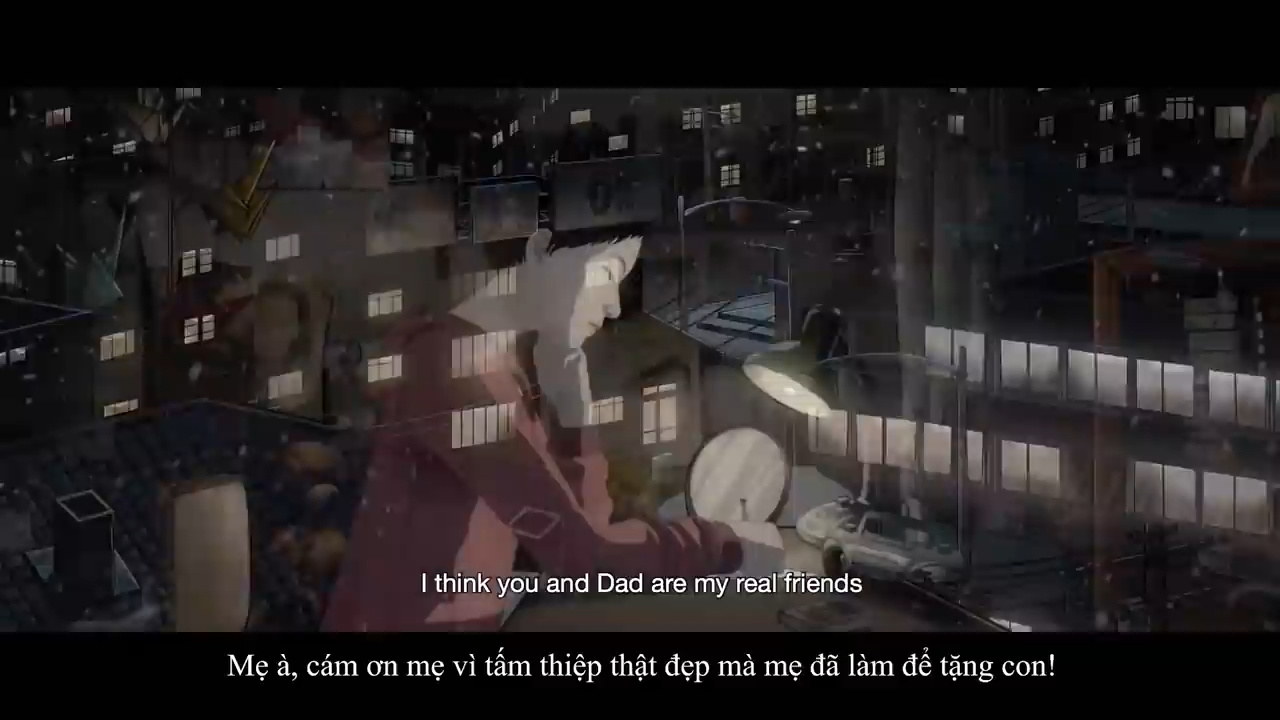 I think you and Dad are my real friends
Mẹ à, cám ơn mẹ vì tấm thiệp thật đẹp mà mẹ đã làm để tặng con!